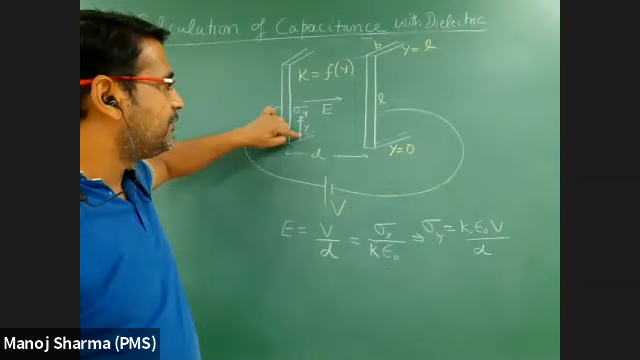 Calculation of Capacitance with Dielectric
b
y = l
K = f(y)
σy
E
l
y
d
y = 0
V
E = V/d = σy/kε₀ ⇒ σy = kε₀V/d
Manoj Sharma (PMS)